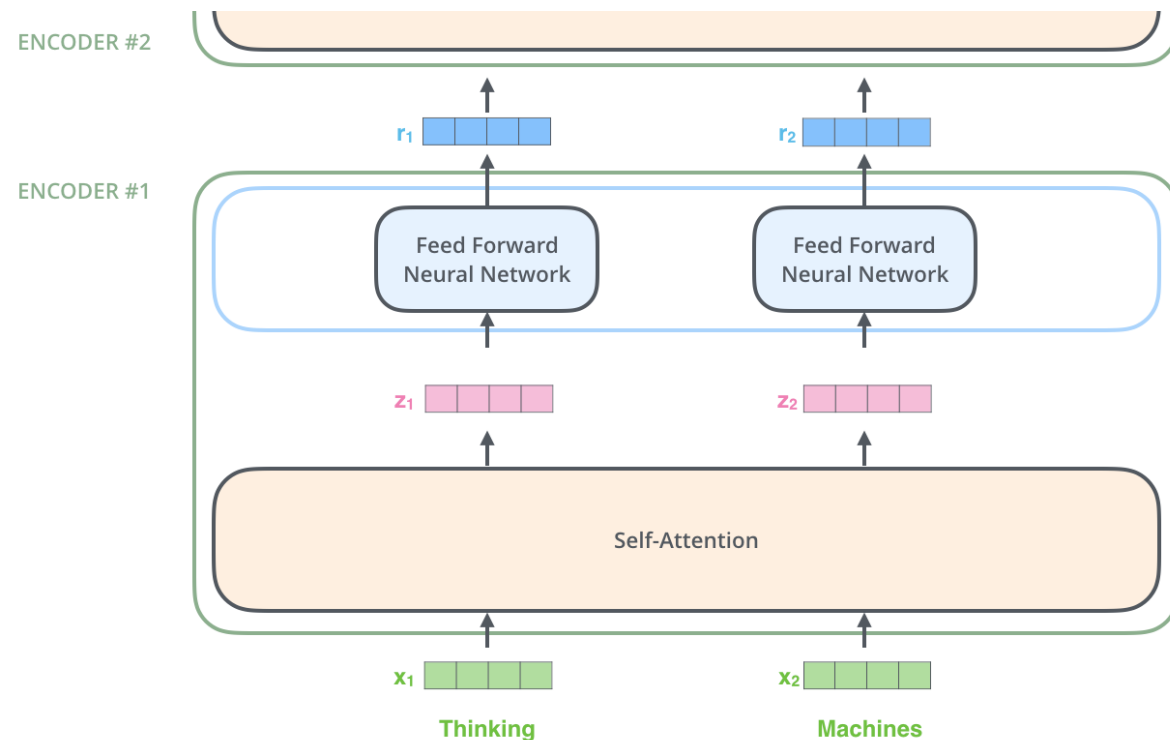 ENCODER #2
r₁
r₂
ENCODER #1
Feed Forward
Neural Network
Feed Forward
Neural Network
z₁
z₂
Self-Attention
x₁
x₂
Thinking
Machines